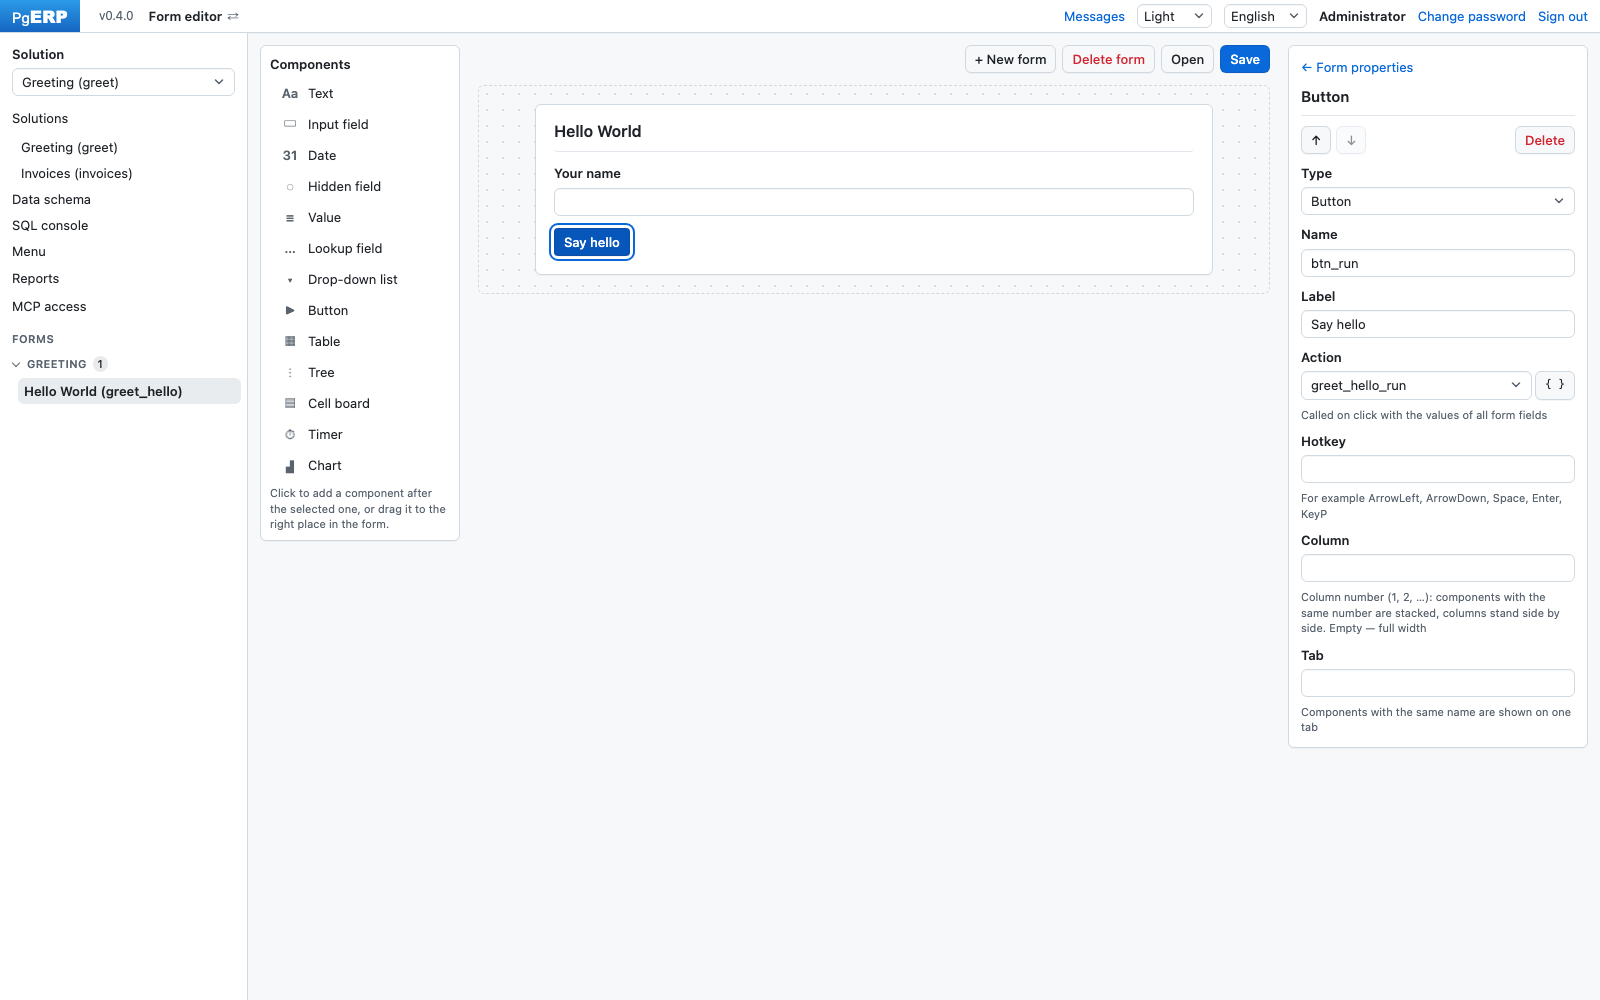 PgERP
v0.4.0
Form editor ⇄
Messages
Light
English
Administrator
Change password
Sign out
Solution
Greeting (greet)
Solutions
Greeting (greet)
Invoices (invoices)
Data schema
SQL console
Menu
Reports
MCP access
FORMS
GREETING 1
Hello World (greet_hello)
Components
Aa Text
Input field
31 Date
Hidden field
Value
... Lookup field
Drop-down list
Button
Table
Tree
Cell board
Timer
Chart
Click to add a component after
the selected one, or drag it to the
right place in the form.
+ New form
Delete form
Open
Save
Hello World
Your name
Say hello
← Form properties
Button
↑
↓
Delete
Type
Button
Name
btn_run
Label
Say hello
Action
greet_hello_run
{ }
Called on click with the values of all form fields
Hotkey
For example ArrowLeft, ArrowDown, Space, Enter,
KeyP
Column
Column number (1, 2, …): components with the
same number are stacked, columns stand side by
side. Empty — full width
Tab
Components with the same name are shown on one
tab